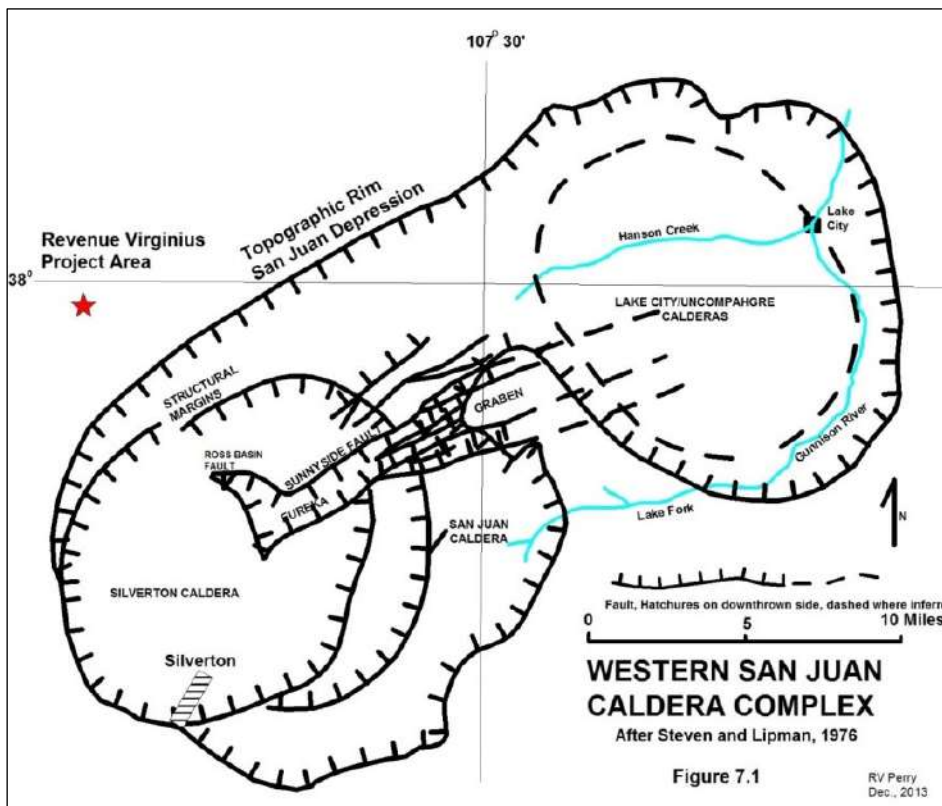 107° 30'
Topographic Rim
San Juan Depression
Revenue Virginius
Project Area
38°
Hanson Creek
Lake
City
LAKE CITY/UNCOMPAHGRE
CALDERAS
STRUCTURAL
MARGINS
GRABEN
SUNNYSIDE FAULT
ROSS BASIN
FAULT
EUREKA
Gunnison River
Lake Fork
SAN JUAN
CALDERA
SILVERTON CALDERA
N
Silverton
Fault, Hatchures on downthrown side, dashed where inferr
0 5 10 Miles
WESTERN SAN JUAN
CALDERA COMPLEX
After Steven and Lipman, 1976
Figure 7.1
RV Perry
Dec., 2013